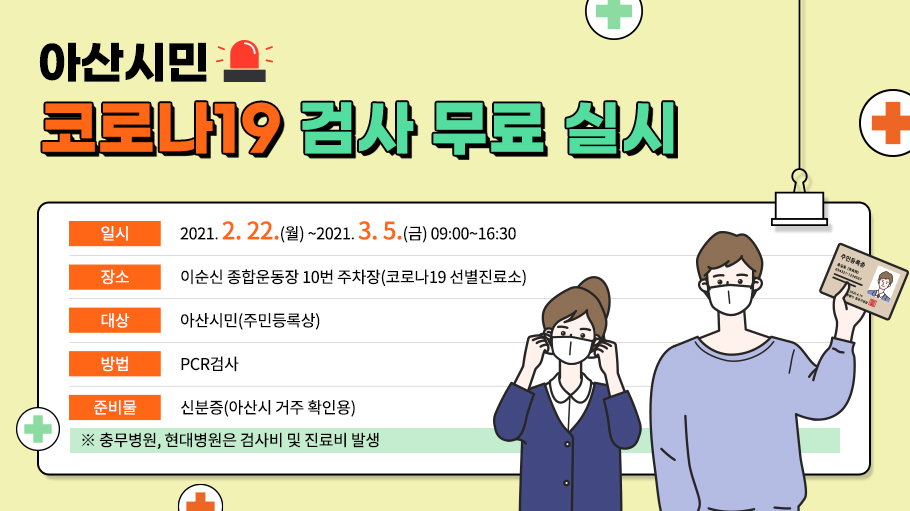 아산시민
코로나19 검사 무료 실시
일시 2021. 2. 22.(월) ~2021. 3. 5.(금) 09:00~16:30
장소 이순신 종합운동장 10번 주차장(코로나19 선별진료소)
대상 아산시민(주민등록상)
방법 PCR검사
준비물 신분증(아산시 거주 확인용)
※ 충무병원, 현대병원은 검사비 및 진료비 발생
주민등록증